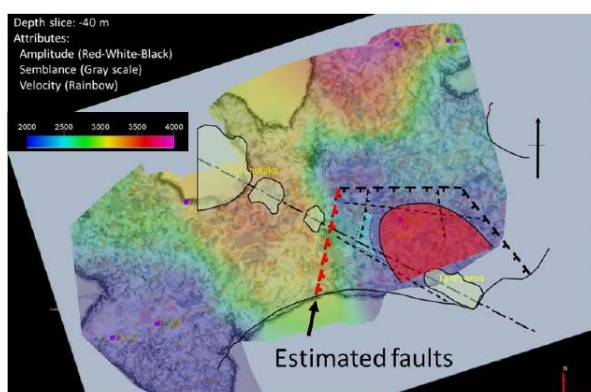 Depth slice: -40 m
Attributes:
Amplitude (Red-White-Black)
Semblance (Gray scale)
Velocity (Rainbow)
2000 2500 3000 3500 4000
Estimated faults
N